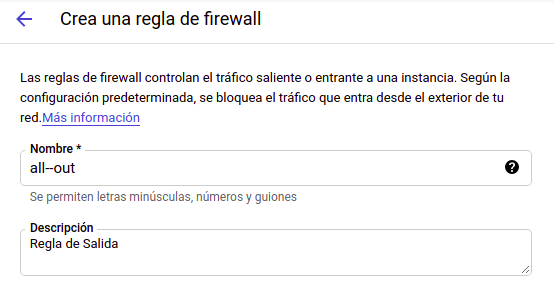 Crea una regla de firewall
Las reglas de firewall controlan el tráfico saliente o entrante a una instancia. Según la
configuración predeterminada, se bloquea el tráfico que entra desde el exterior de tu
red.Más información
Nombre *
all--out
Se permiten letras minúsculas, números y guiones
Descripción
Regla de Salida